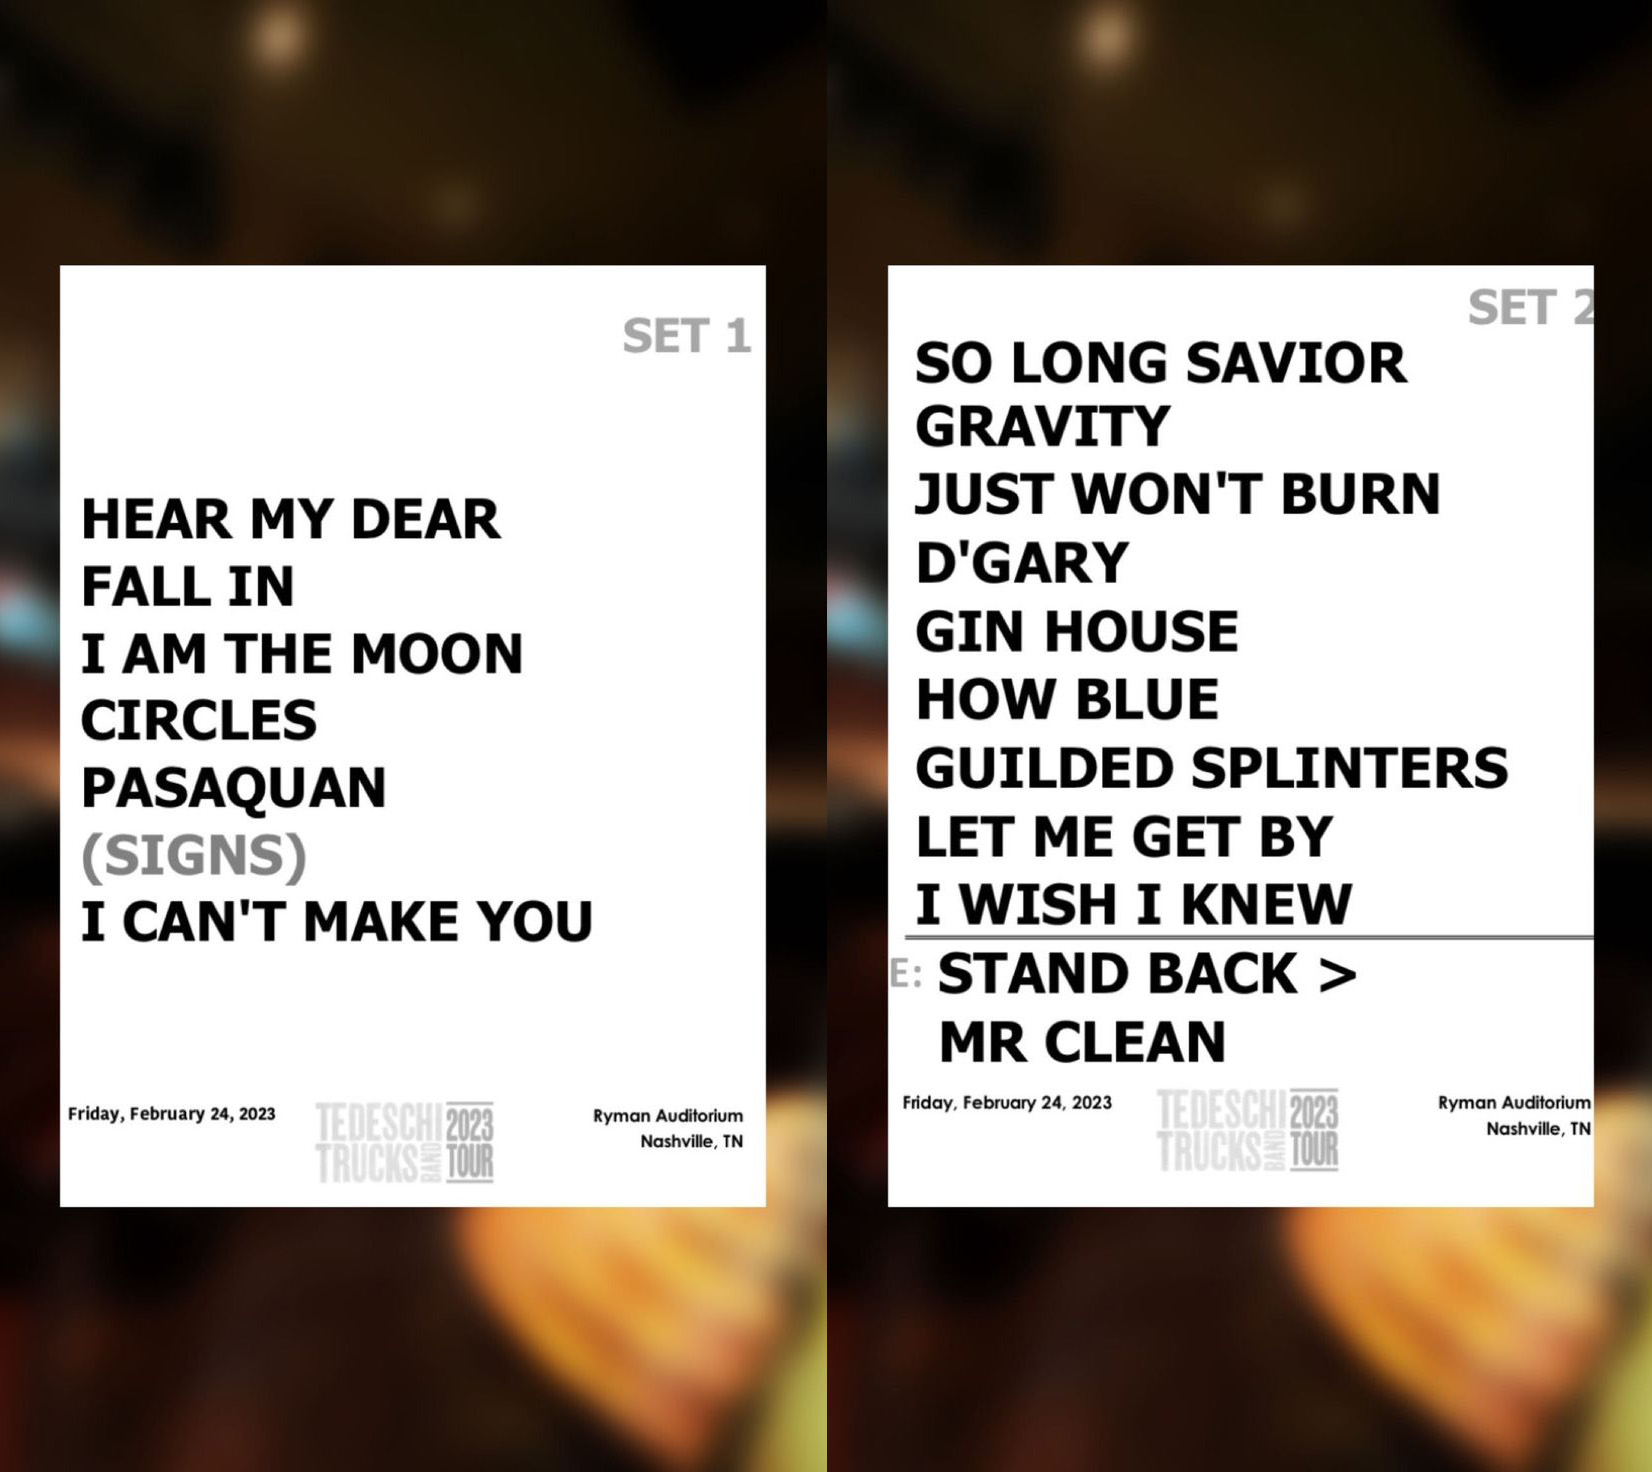 SET 1
HEAR MY DEAR
FALL IN
I AM THE MOON
CIRCLES
PASAQUAN
(SIGNS)
I CAN'T MAKE YOU
Friday, February 24, 2023
TEDESCHI
TRUCKS BAND
2023
TOUR
Ryman Auditorium
Nashville, TN
SET 2
SO LONG SAVIOR
GRAVITY
JUST WON'T BURN
D'GARY
GIN HOUSE
HOW BLUE
GUILDED SPLINTERS
LET ME GET BY
I WISH I KNEW
E: STAND BACK >
MR CLEAN
Friday, February 24, 2023
TEDESCHI
TRUCKS BAND
2023
TOUR
Ryman Auditorium
Nashville, TN